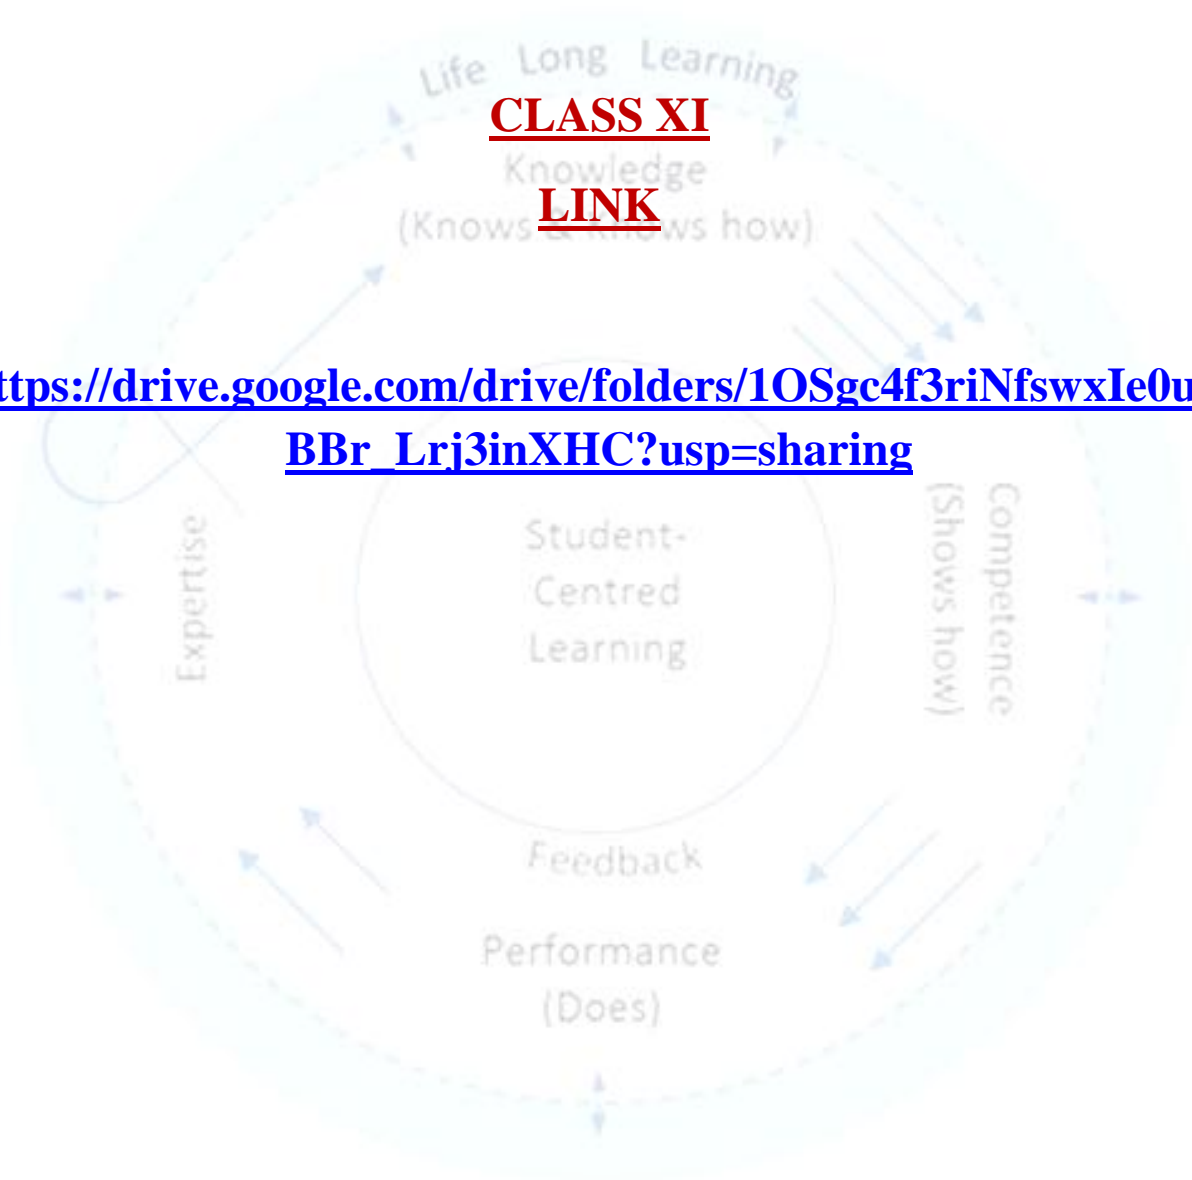 Life Long Learning
CLASS XI
Knowledge
LINK
(Knows & Knows how)
ttps://drive.google.com/drive/folders/1OSgc4f3riNfswxIe0u
BBr_Lrj3inXHC?usp=sharing
Student-
Centred
Learning
Expertise
Competence
(Shows how)
Feedback
Performance
(Does)